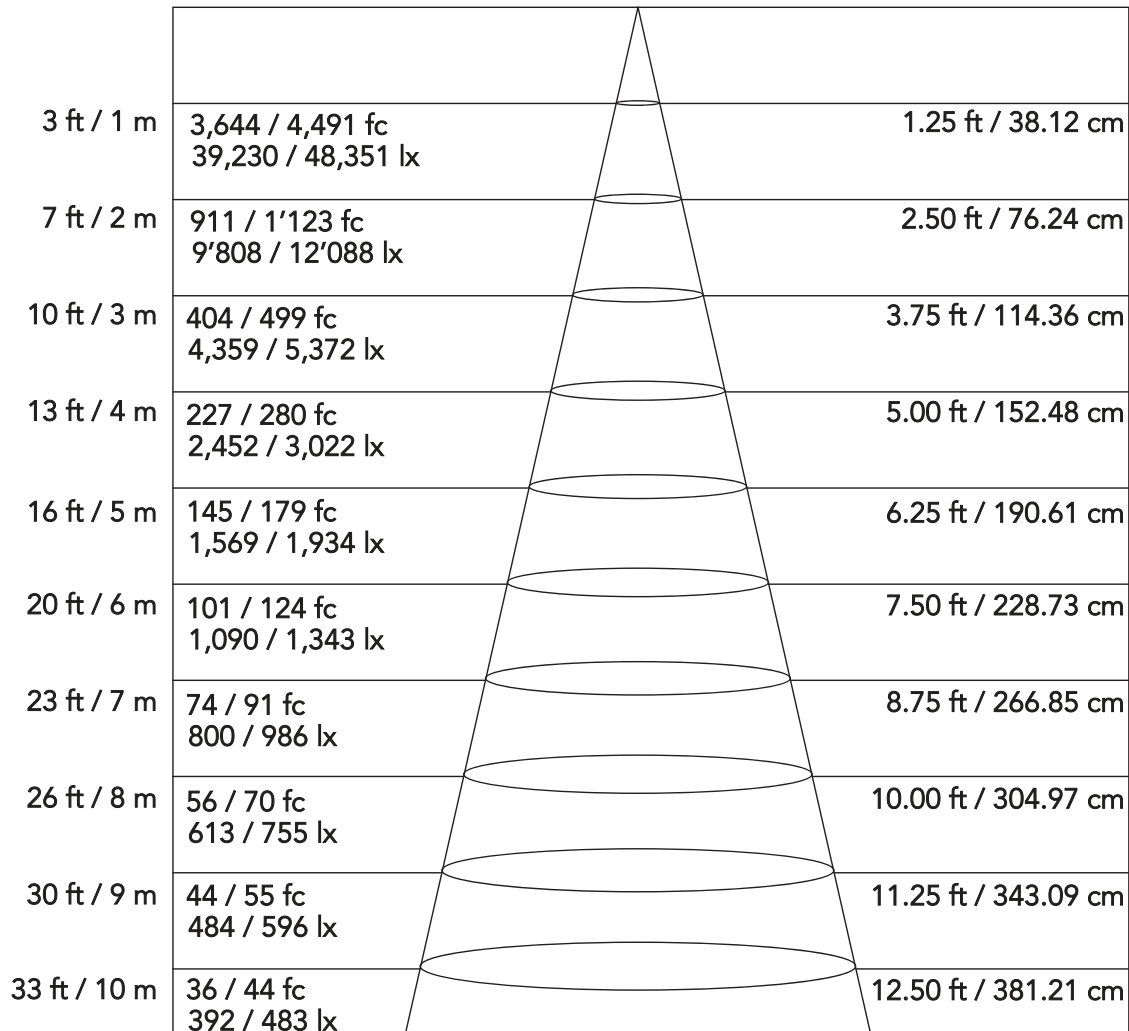 3 ft / 1 m
3,644 / 4,491 fc
39,230 / 48,351 lx
1.25 ft / 38.12 cm
7 ft / 2 m
911 / 1’123 fc
9’808 / 12’088 lx
2.50 ft / 76.24 cm
10 ft / 3 m
404 / 499 fc
4,359 / 5,372 lx
3.75 ft / 114.36 cm
13 ft / 4 m
227 / 280 fc
2,452 / 3,022 lx
5.00 ft / 152.48 cm
16 ft / 5 m
145 / 179 fc
1,569 / 1,934 lx
6.25 ft / 190.61 cm
20 ft / 6 m
101 / 124 fc
1,090 / 1,343 lx
7.50 ft / 228.73 cm
23 ft / 7 m
74 / 91 fc
800 / 986 lx
8.75 ft / 266.85 cm
26 ft / 8 m
56 / 70 fc
613 / 755 lx
10.00 ft / 304.97 cm
30 ft / 9 m
44 / 55 fc
484 / 596 lx
11.25 ft / 343.09 cm
33 ft / 10 m
36 / 44 fc
392 / 483 lx
12.50 ft / 381.21 cm